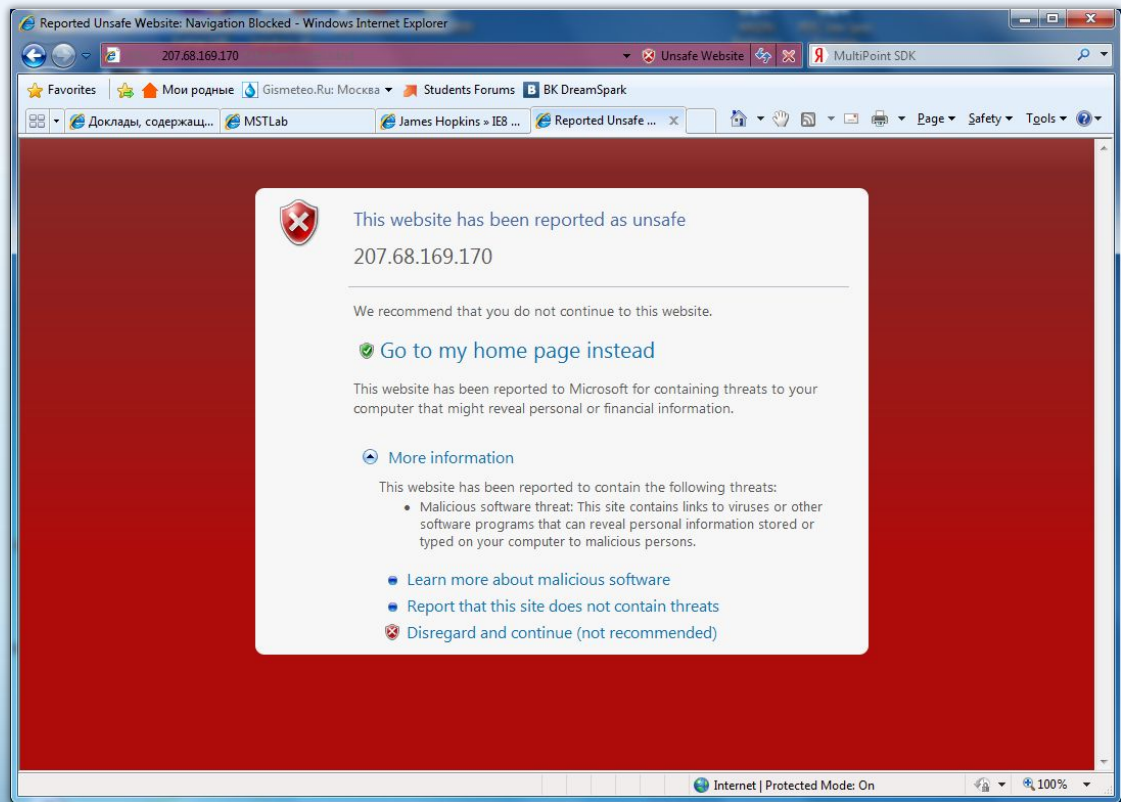 Reported Unsafe Website: Navigation Blocked - Windows Internet Explorer
207.68.169.170 Unsafe Website Я MultiPoint SDK
Favorites Мои родные Gismeteo.Ru: Москва Students Forums B BK DreamSpark
Доклады, содержащ... MSTLab James Hopkins » IE8 ... Reported Unsafe ... X Page Safety Tools
This website has been reported as unsafe
207.68.169.170
We recommend that you do not continue to this website.
Go to my home page instead
This website has been reported to Microsoft for containing threats to your
computer that might reveal personal or financial information.
More information
This website has been reported to contain the following threats:
• Malicious software threat: This site contains links to viruses or other
software programs that can reveal personal information stored or
typed on your computer to malicious persons.
Learn more about malicious software
Report that this site does not contain threats
Disregard and continue (not recommended)
Internet | Protected Mode: On 100%